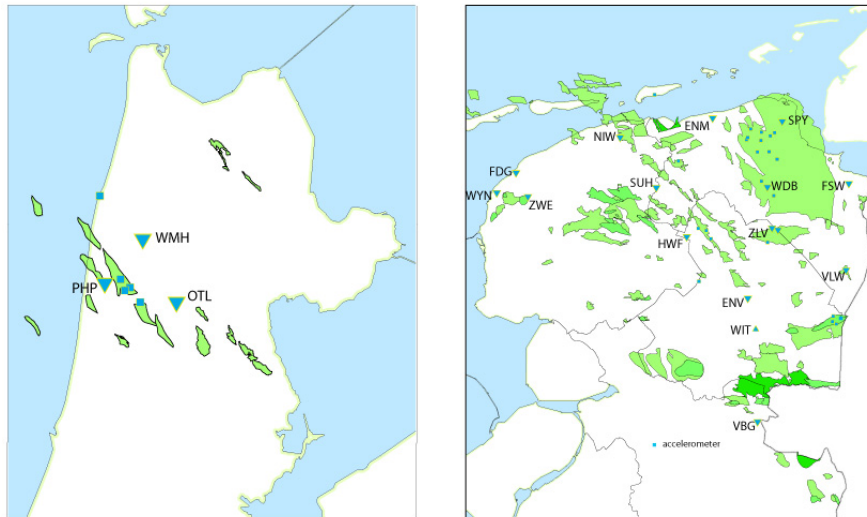 WMH
PHP
OTL
SPY
ENM
NIW
FDG
SUH
WDB
FSW
WYN
ZWE
ZLV
HWF
VLW
ENV
WIT
VBG
accelerometer